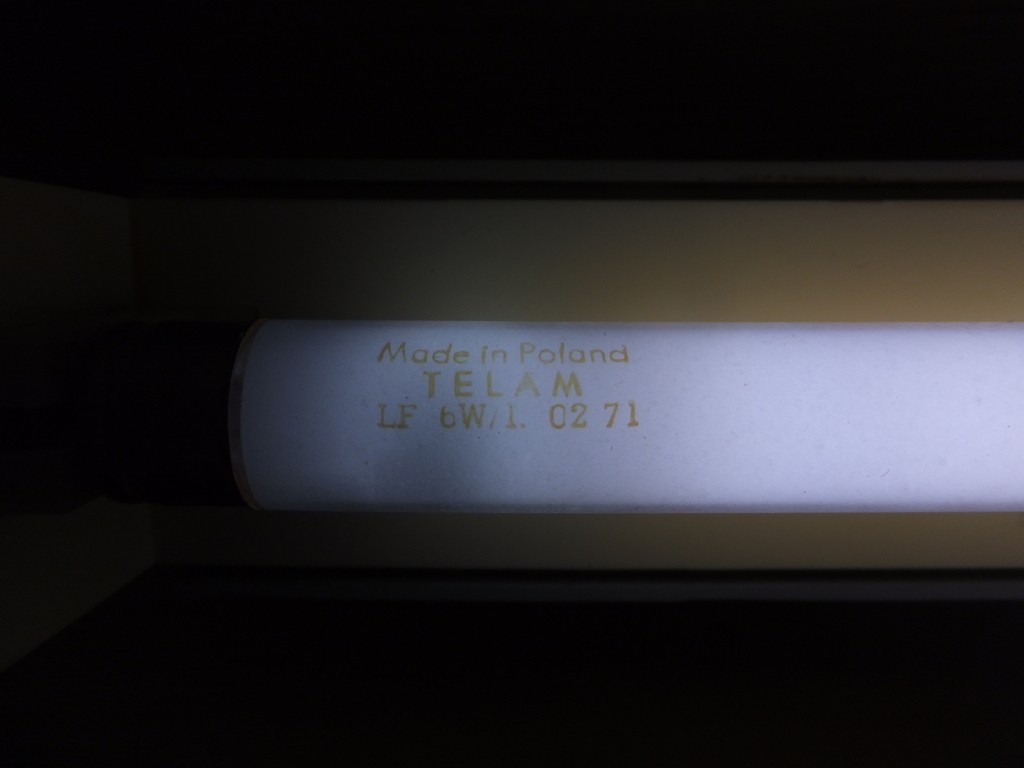 Made in Poland
TELAM
LF 6W/1. 02 71